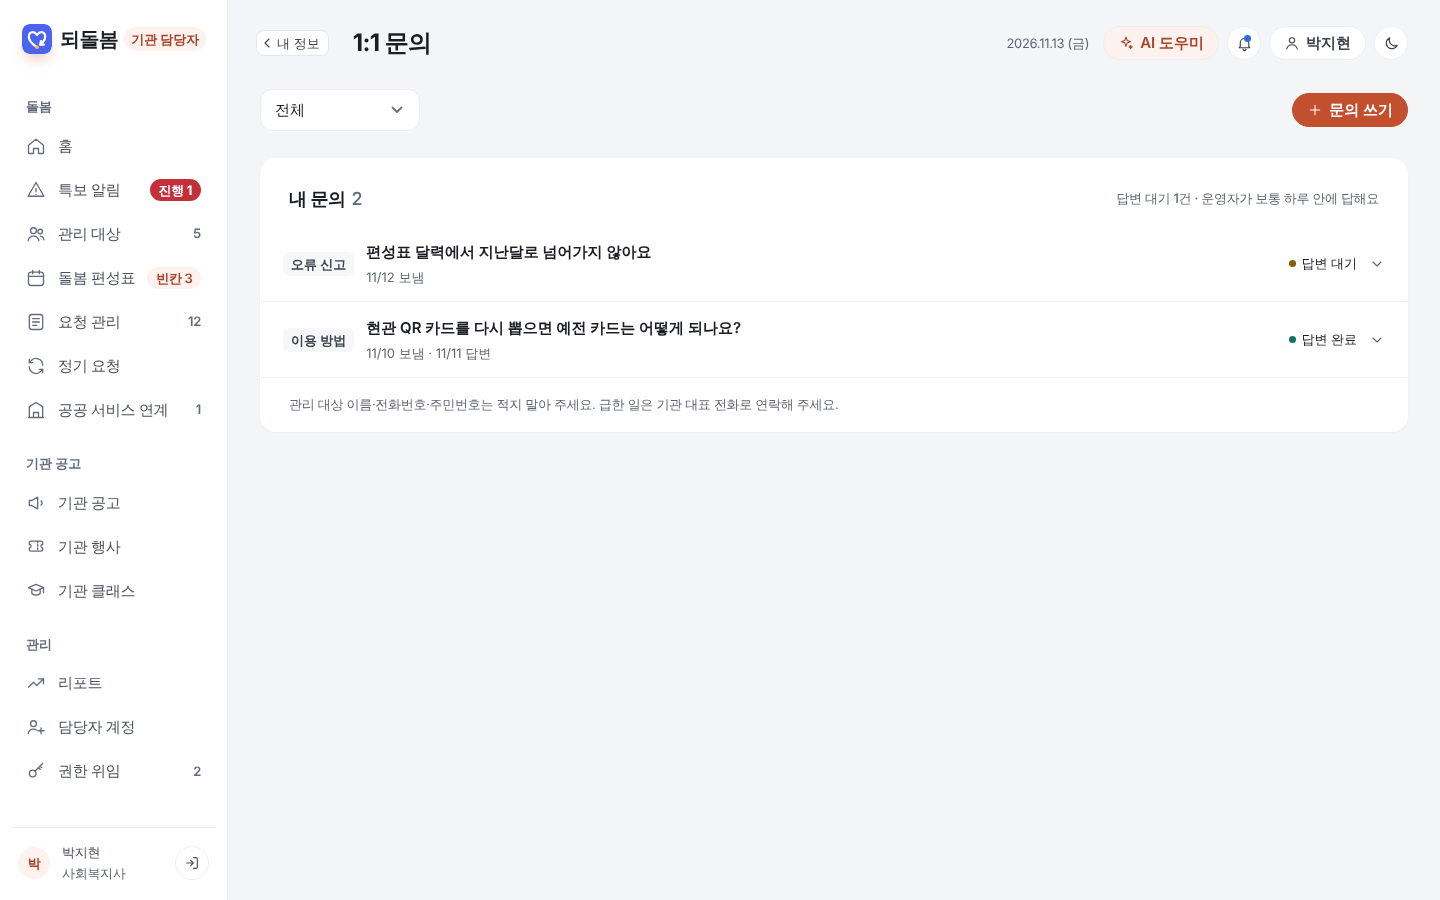 되돌봄 기관 담당자
돌봄
홈
특보 알림 진행 1
관리 대상 5
돌봄 편성표 빈칸 3
요청 관리 12
정기 요청
공공 서비스 연계 1
기관 공고
기관 공고
기관 행사
기관 클래스
관리
리포트
담당자 계정
권한 위임 2
박 박지현
사회복지사
내 정보 1:1 문의 2026.11.13 (금) AI 도우미 박지현
전체 문의 쓰기
내 문의 2 답변 대기 1건 · 운영자가 보통 하루 안에 답해요
오류 신고 편성표 달력에서 지난달로 넘어가지 않아요 답변 대기
11/12 보냄
이용 방법 현관 QR 카드를 다시 뽑으면 예전 카드는 어떻게 되나요? 답변 완료
11/10 보냄 · 11/11 답변
관리 대상 이름·전화번호·주민번호는 적지 말아 주세요. 급한 일은 기관 대표 전화로 연락해 주세요.